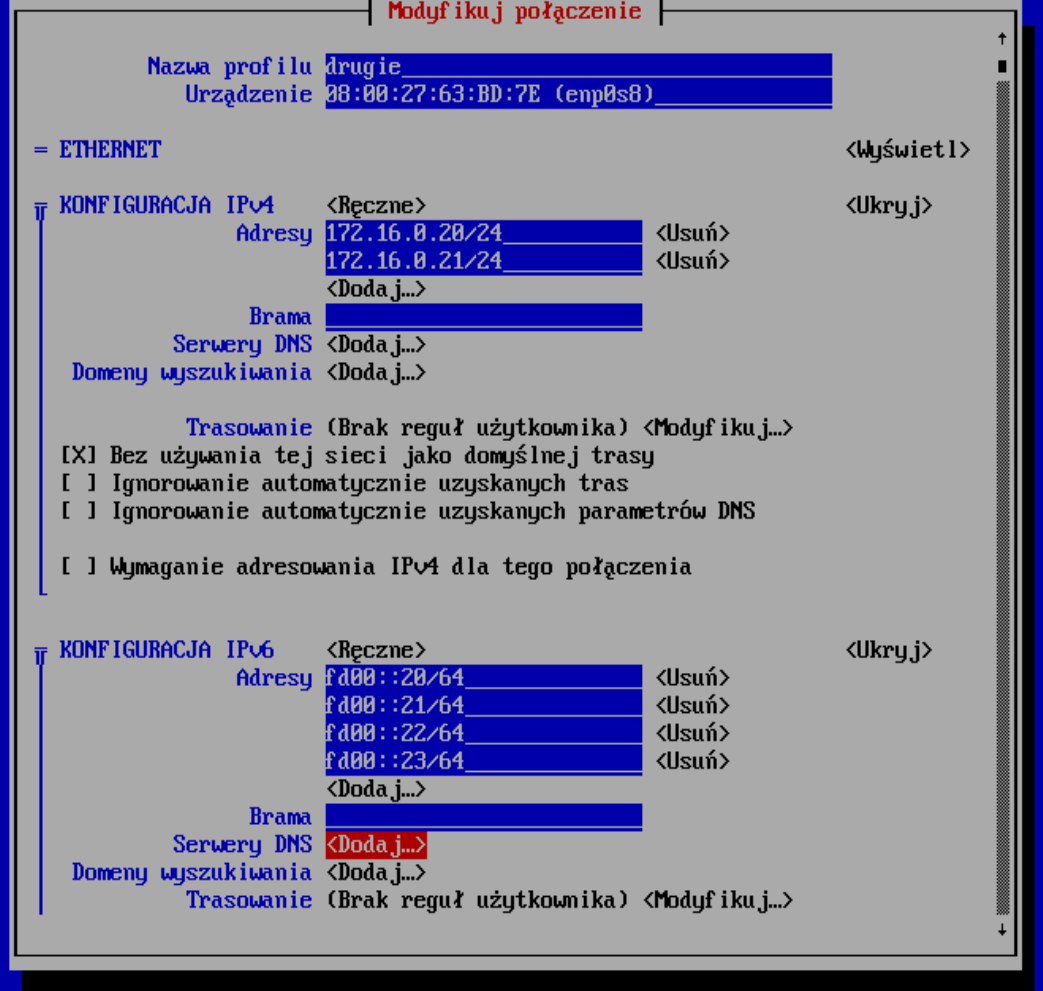 Modyfikuj połączenie
Nazwa profilu drugie
Urządzenie 08:00:27:63:BD:7E (enp0s8)
= ETHERNET <Wyświetl>
KONFIGURACJA IPv4 <Ręczne> <Ukryj>
Adresy 172.16.0.20/24 <Usuń>
172.16.0.21/24 <Usuń>
<Dodaj…>
Brama
Serwery DNS <Dodaj…>
Domeny wyszukiwania <Dodaj…>
Trasowanie (Brak reguł użytkownika) <Modyfikuj…>
[X] Bez używania tej sieci jako domyślnej trasy
[ ] Ignorowanie automatycznie uzyskanych tras
[ ] Ignorowanie automatycznie uzyskanych parametrów DNS
[ ] Wymaganie adresowania IPv4 dla tego połączenia
KONFIGURACJA IPv6 <Ręczne> <Ukryj>
Adresy fd00::20/64 <Usuń>
fd00::21/64 <Usuń>
fd00::22/64 <Usuń>
fd00::23/64 <Usuń>
<Dodaj…>
Brama
Serwery DNS <Dodaj…>
Domeny wyszukiwania <Dodaj…>
Trasowanie (Brak reguł użytkownika) <Modyfikuj…>